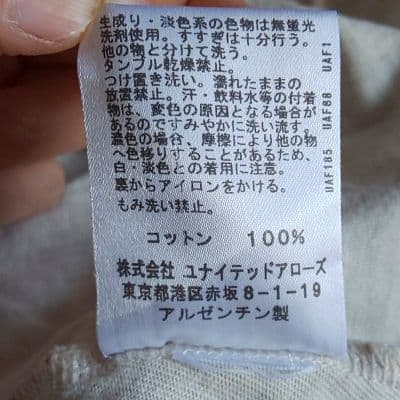 生成り・淡色系の色物は無蛍光
洗剤使用。すすぎは十分行う。
他の物と分けて洗う。
タンブル乾燥禁止。
つけ置き洗い。濡れたままの
放置禁止。汗・飲料水等の付着
物は、変色の原因となる場合が
あるのですみやかに洗い流す。
濃色の場合、摩擦により他の物
へ色移りすることがあるため、
白・淡色との着用に注意。
裏からアイロンをかける。
もみ洗い禁止。
コットン 100%
株式会社 ユナイテッドアローズ
東京都港区赤坂8-1-19
アルゼンチン製
UAF185 UAF88 UAF1